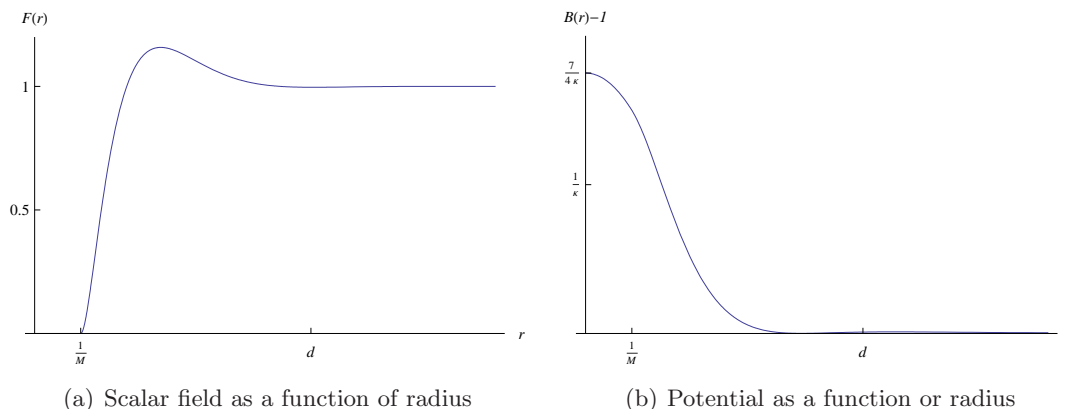 F(r)
1
0.5
1/M
d
r
(a) Scalar field as a function of radius
B(r)−1
7/4 κ
1/κ
1/M
d
(b) Potential as a function or radius